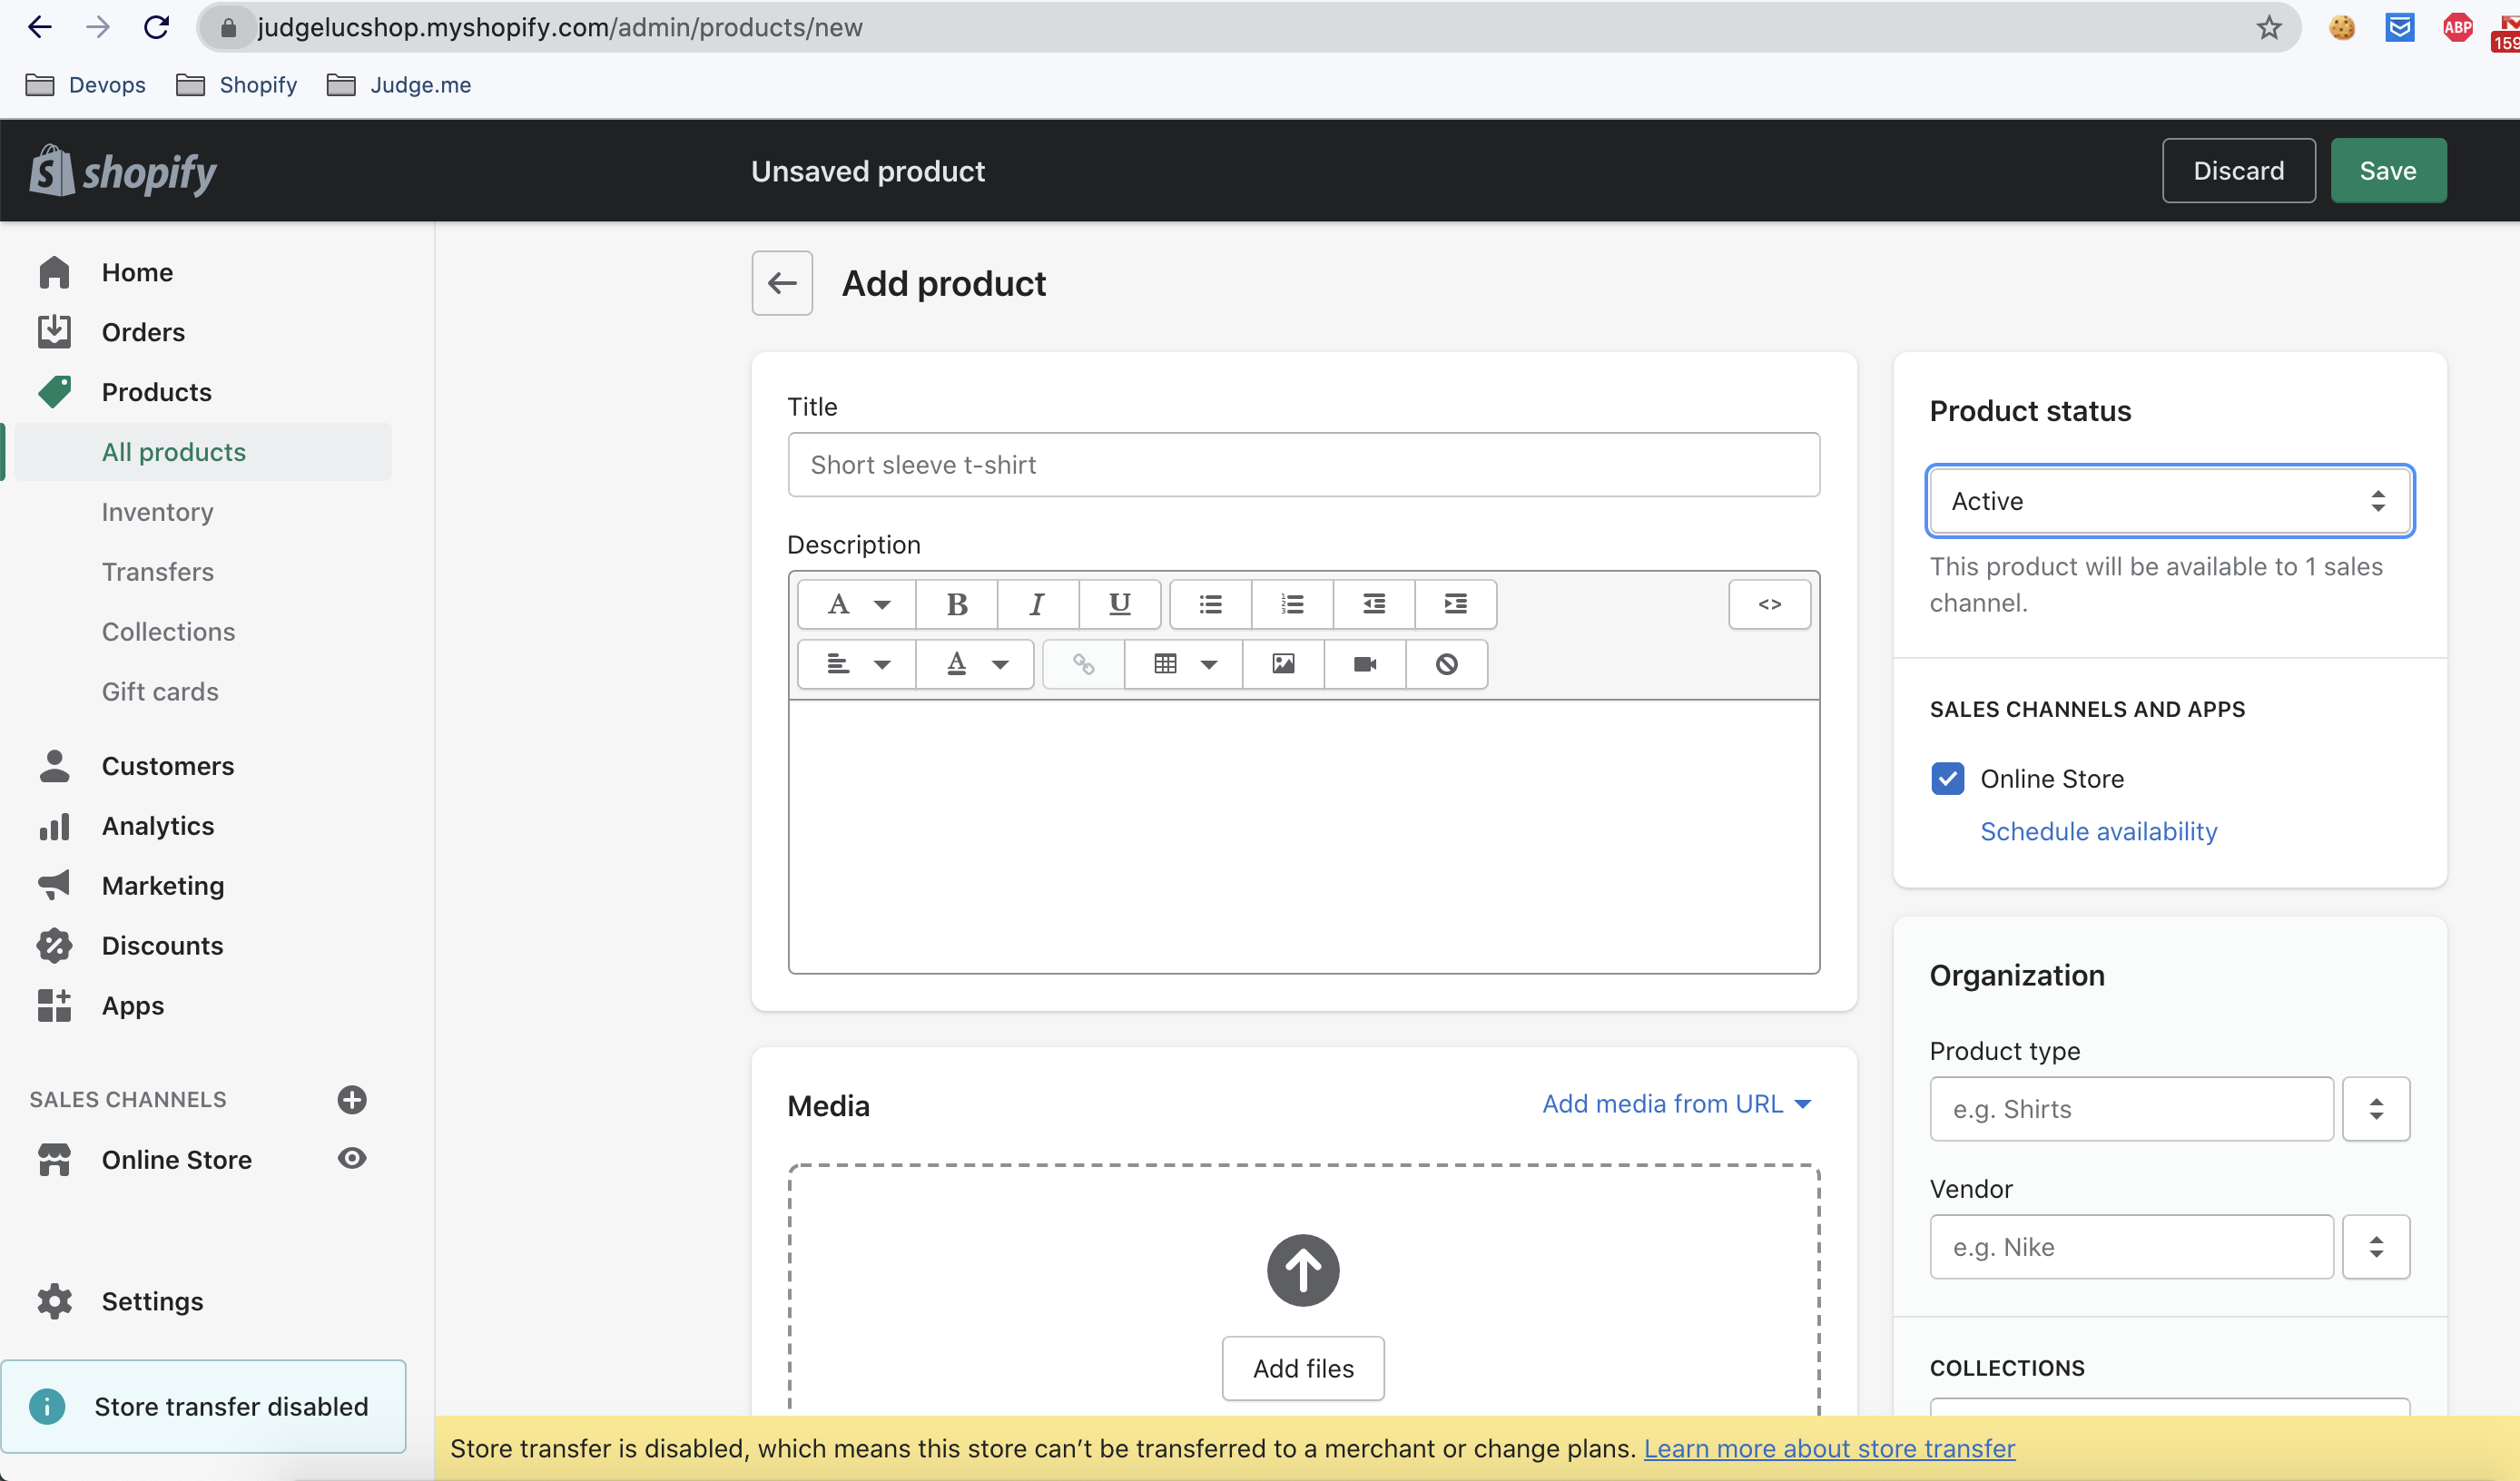 judgelucshop.myshopify.com/admin/products/new
ABP
159
Devops
Shopify
Judge.me
shopify
Unsaved product
Discard
Save
Home
Orders
Products
All products
Inventory
Transfers
Collections
Gift cards
Customers
Analytics
Marketing
Discounts
Apps
SALES CHANNELS
Online Store
Settings
Store transfer disabled
Add product
Title
Short sleeve t-shirt
Description
A
B
I
U
<>
A
Media
Add media from URL
Add files
Product status
Active
This product will be available to 1 sales
channel.
SALES CHANNELS AND APPS
Online Store
Schedule availability
Organization
Product type
e.g. Shirts
Vendor
e.g. Nike
COLLECTIONS
Store transfer is disabled, which means this store can’t be transferred to a merchant or change plans. Learn more about store transfer